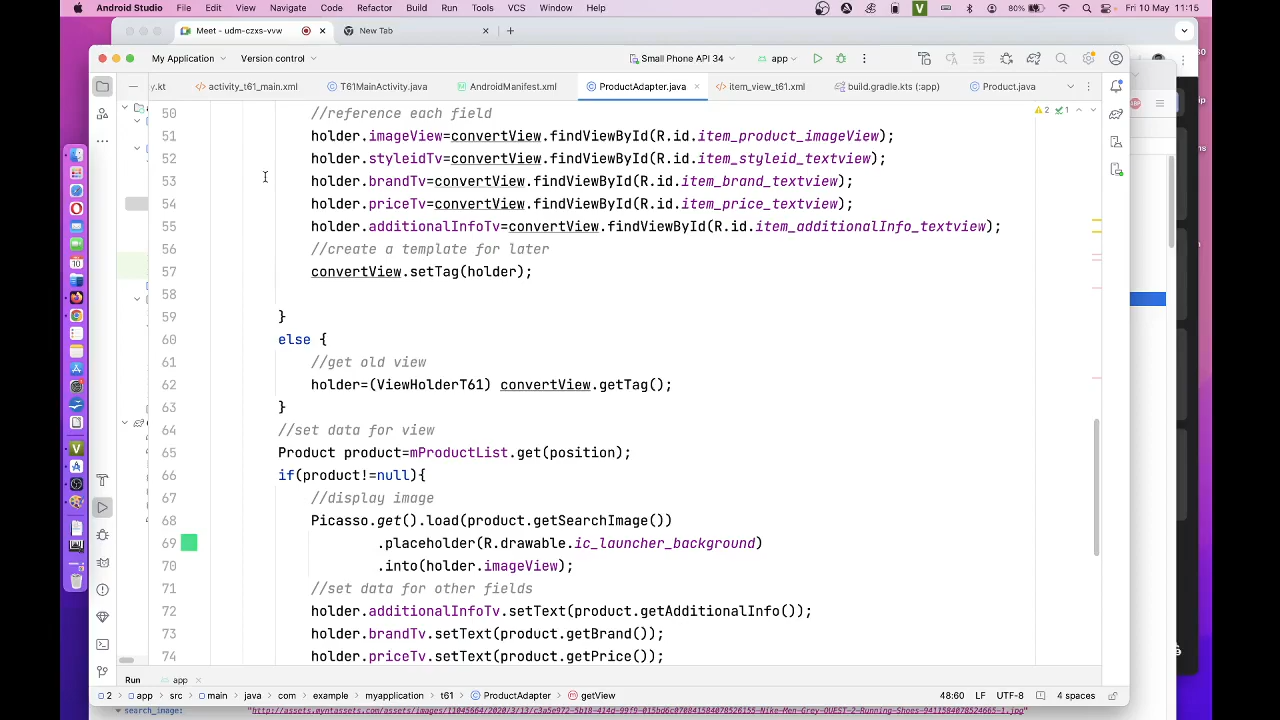 Android Studio File Edit View Navigate Code Refactor Build Run Tools VCS Window Help 80% Fri 10 May 11:15
Meet - udm-czxs-vvw New Tab
My Application Version control Small Phone API 34 app
y.kt activity_t61_main.xml T61MainActivity.java AndroidManifest.xml ProductAdapter.java item_view_t61.xml build.gradle.kts (:app) Product.java
50 //reference each field
51 holder.imageView=convertView.findViewById(R.id.item_product_imageView);
52 holder.styleidTv=convertView.findViewById(R.id.item_styleid_textview);
53 holder.brandTv=convertView.findViewById(R.id.item_brand_textview);
54 holder.priceTv=convertView.findViewById(R.id.item_price_textview);
55 holder.additionalInfoTv=convertView.findViewById(R.id.item_additionalInfo_textview);
56 //create a template for later
57 convertView.setTag(holder);
58
59 }
60 else {
61 //get old view
62 holder=(ViewHolderT61) convertView.getTag();
63 }
64 //set data for view
65 Product product=mProductList.get(position);
66 if(product!=null){
67 //display image
68 Picasso.get().load(product.getSearchImage())
69 .placeholder(R.drawable.ic_launcher_background)
70 .into(holder.imageView);
71 //set data for other fields
72 holder.additionalInfoTv.setText(product.getAdditionalInfo());
73 holder.brandTv.setText(product.getBrand());
74 holder.priceTv.setText(product.getPrice());
2 1
Run app
2 app src main java com example myapplication t61 ProductAdapter getView 48:60 LF UTF-8 4 spaces
search_image: